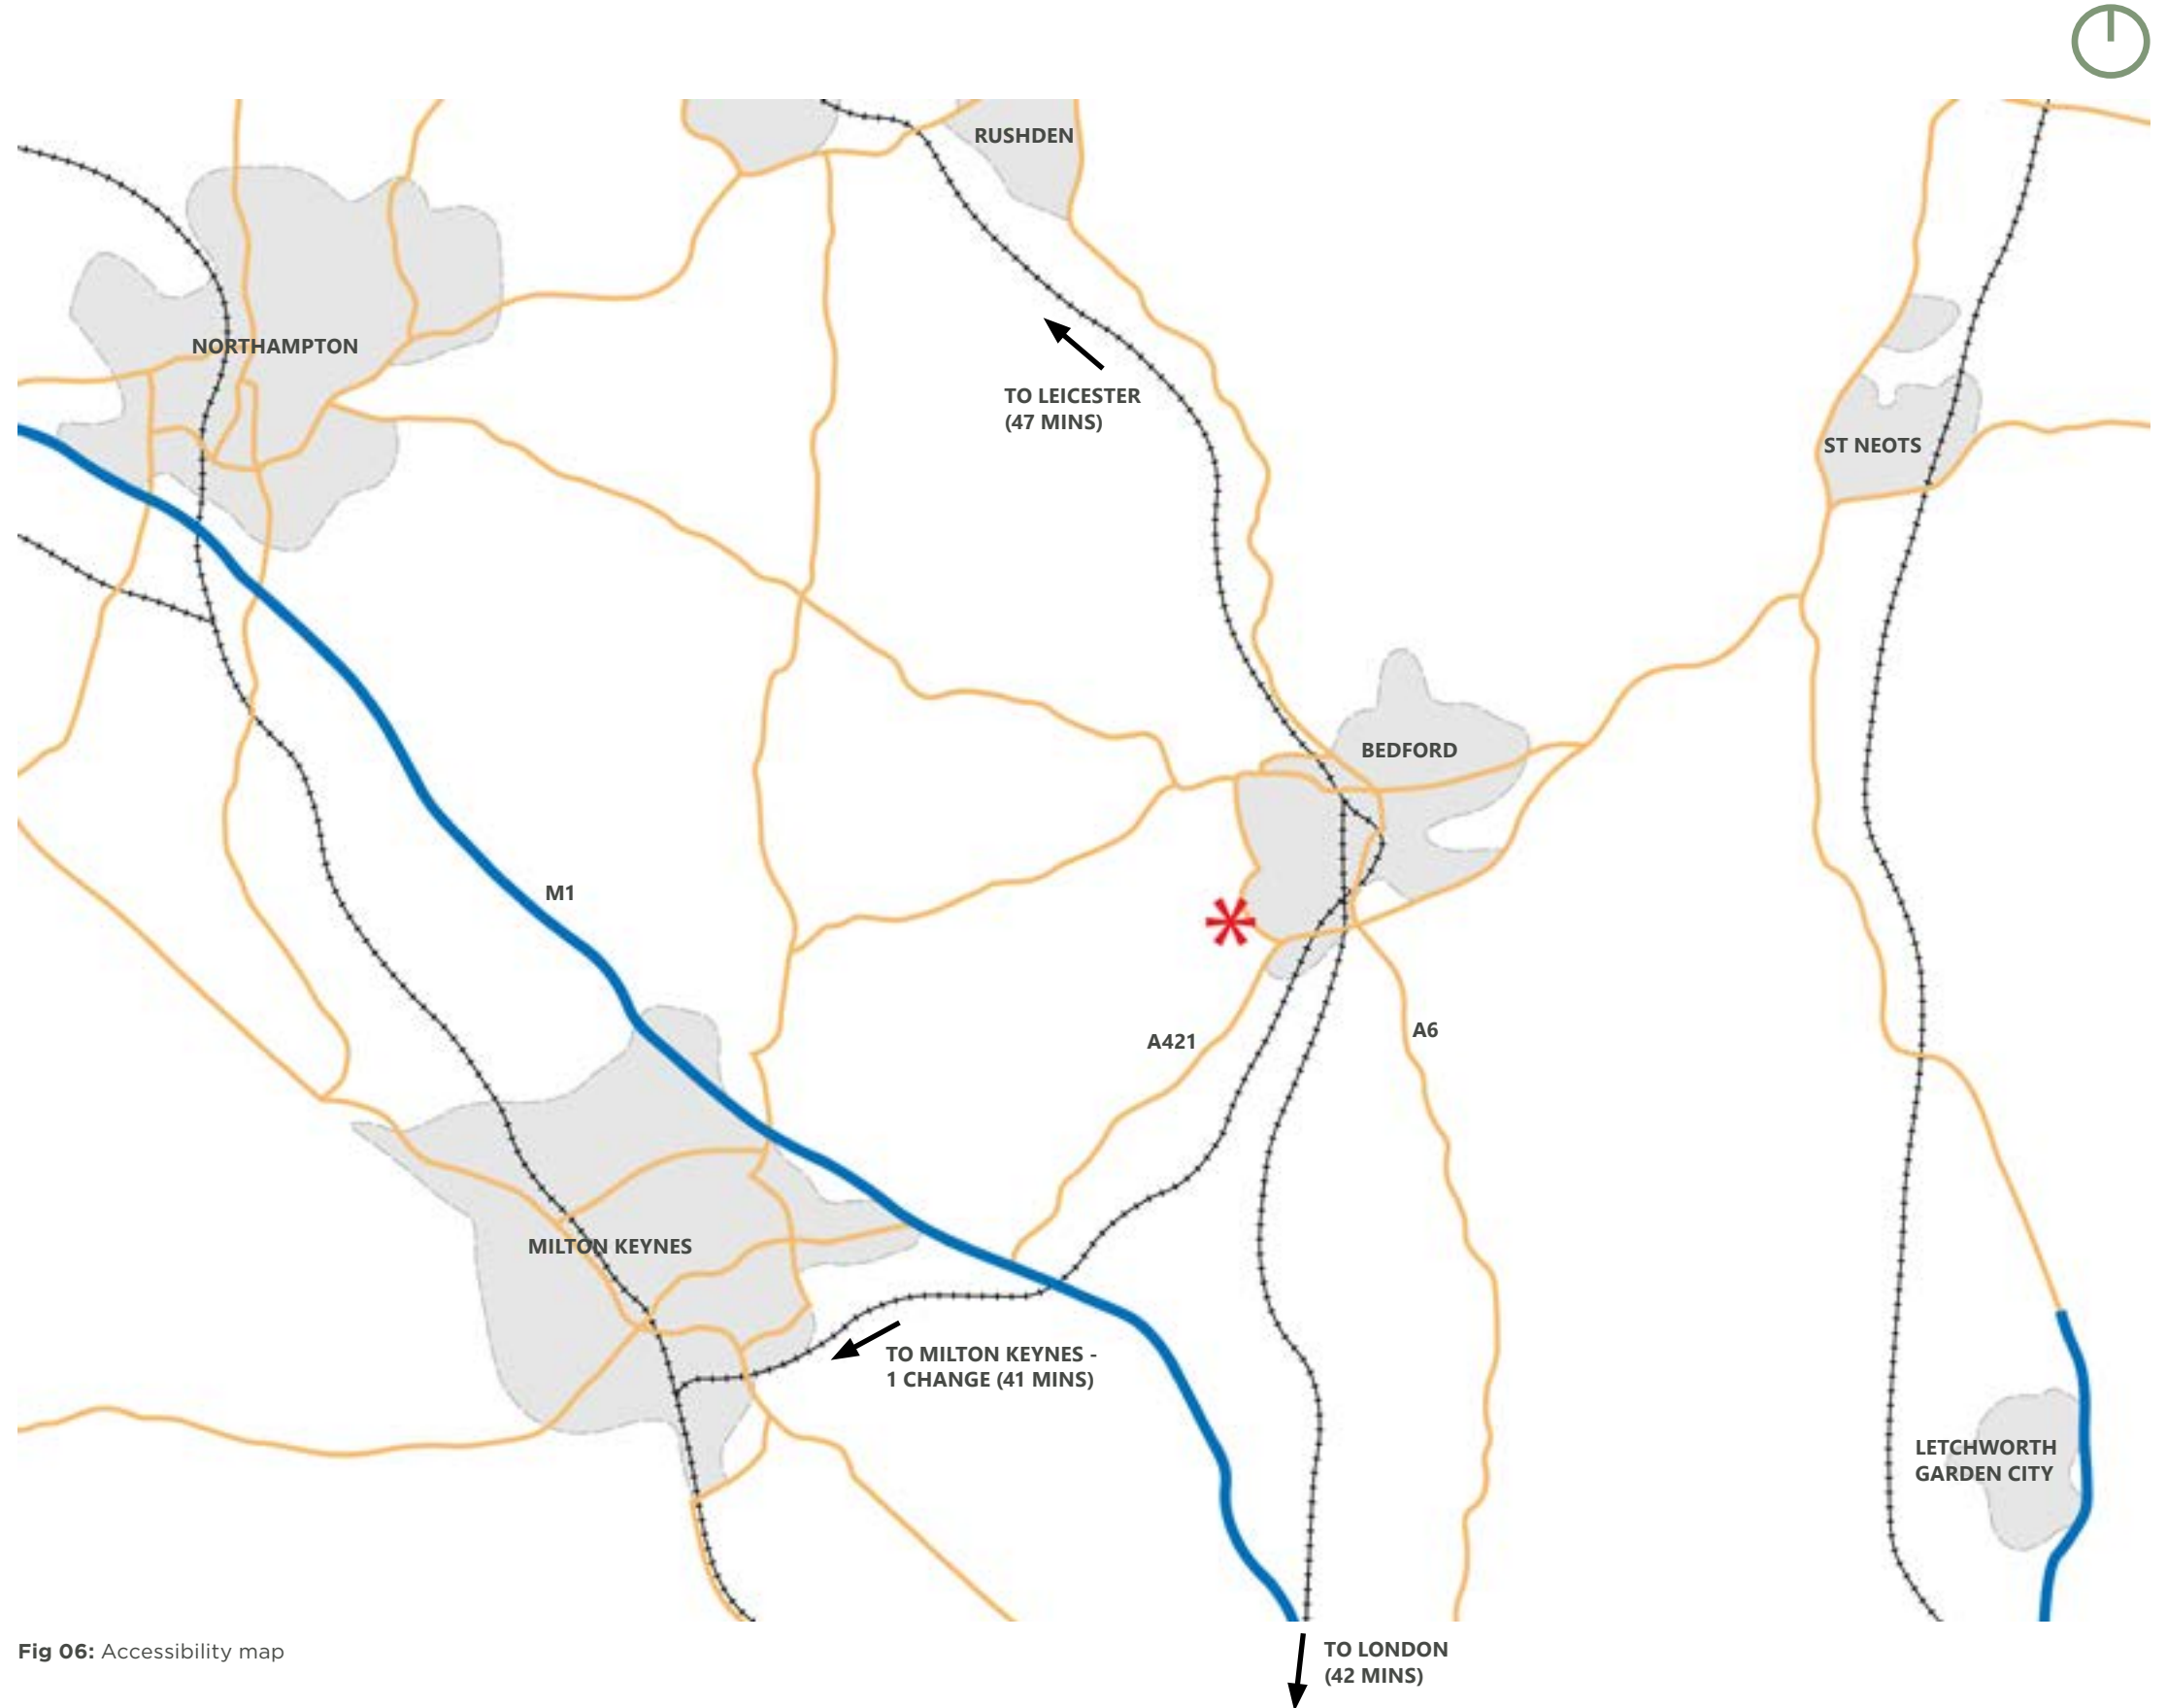 RUSHDEN
NORTHAMPTON
TO LEICESTER
(47 MINS)
ST NEOTS
BEDFORD
M1
A421
A6
MILTON KEYNES
TO MILTON KEYNES -
1 CHANGE (41 MINS)
LETCHWORTH
GARDEN CITY
Fig 06: Accessibility map
TO LONDON
(42 MINS)